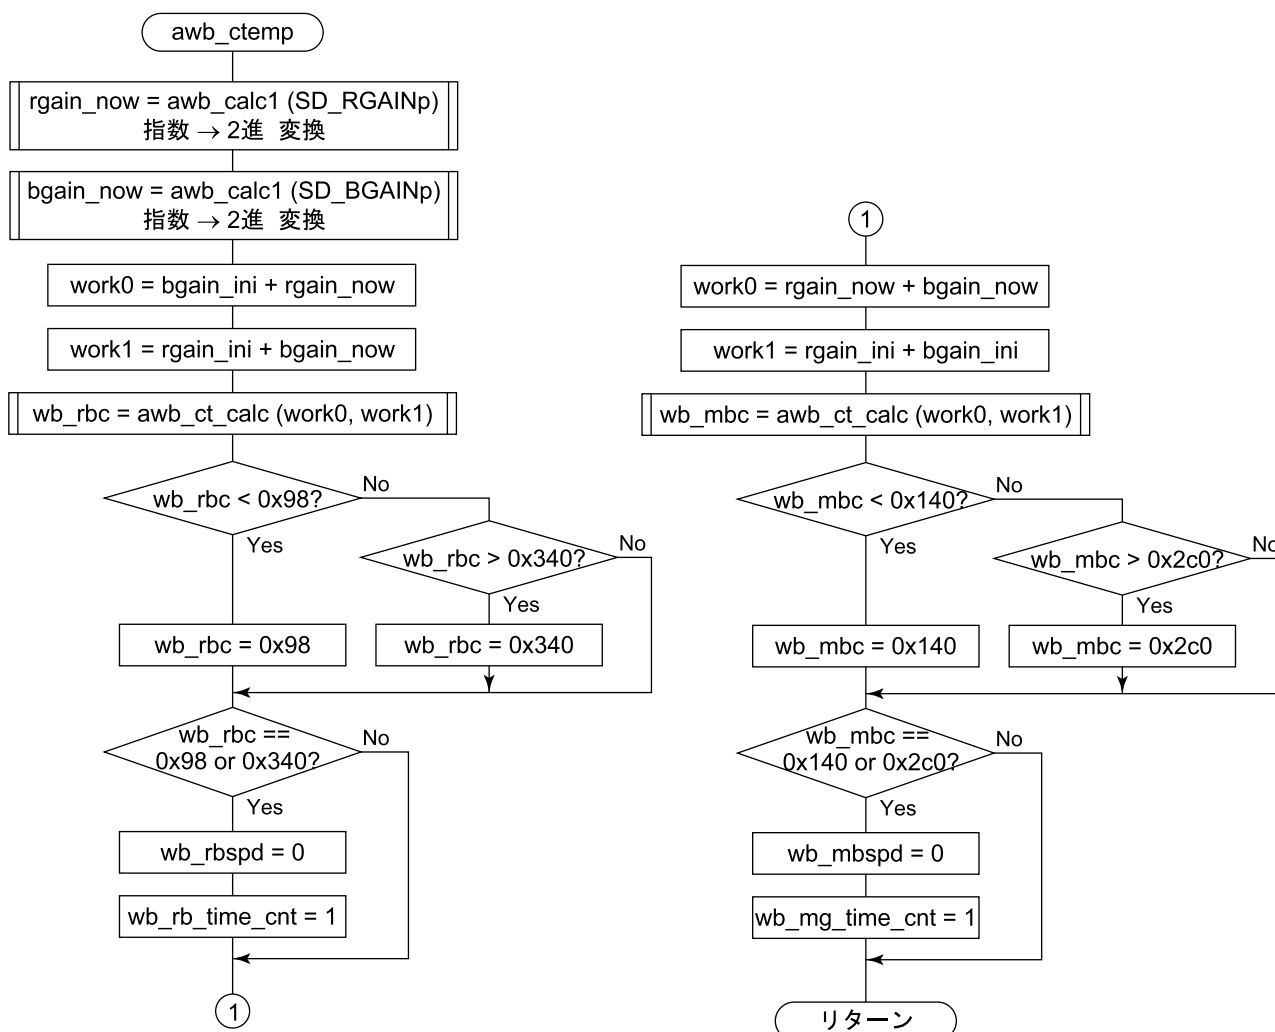 awb_ctemp
rgain_now = awb_calc1 (SD_RGAINp)
指数 → 2進 変換
bgain_now = awb_calc1 (SD_BGAINp)
指数 → 2進 変換
work0 = bgain_ini + rgain_now
work1 = rgain_ini + bgain_now
wb_rbc = awb_ct_calc (work0, work1)
wb_rbc < 0x98?
No
Yes
wb_rbc > 0x340?
No
Yes
wb_rbc = 0x98
wb_rbc = 0x340
wb_rbc ==
0x98 or 0x340?
No
Yes
wb_rbspd = 0
wb_rb_time_cnt = 1
1
1
work0 = rgain_now + bgain_now
work1 = rgain_ini + bgain_ini
wb_mbc = awb_ct_calc (work0, work1)
wb_mbc < 0x140?
No
Yes
wb_mbc > 0x2c0?
No
Yes
wb_mbc = 0x140
wb_mbc = 0x2c0
wb_mbc ==
0x140 or 0x2c0?
No
Yes
wb_mbspd = 0
wb_mg_time_cnt = 1
リターン